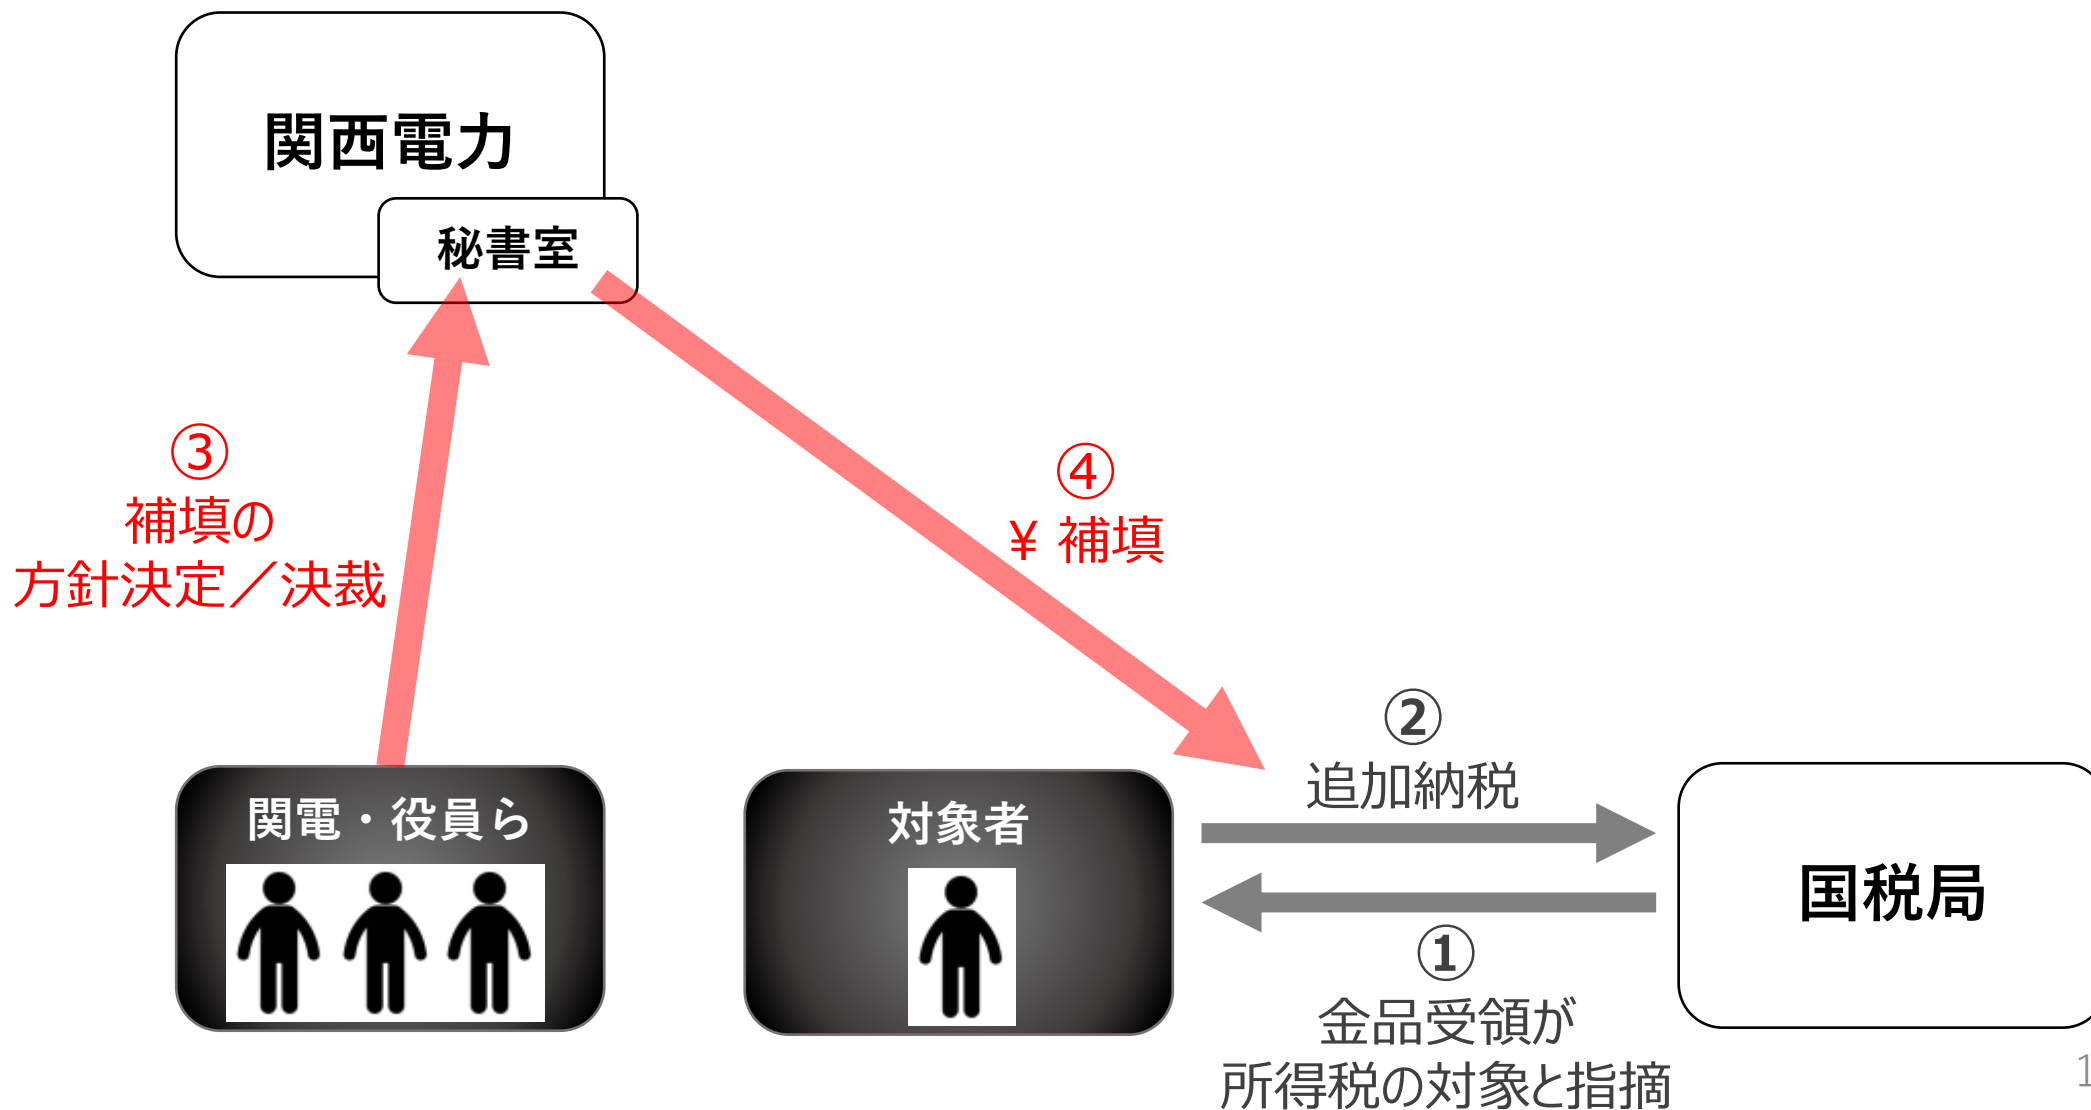 関西電力
秘書室
③
補填の
方針決定／決裁
④
¥ 補填
②
追加納税
関電・役員ら
対象者
国税局
①
金品受領が
所得税の対象と指摘
1